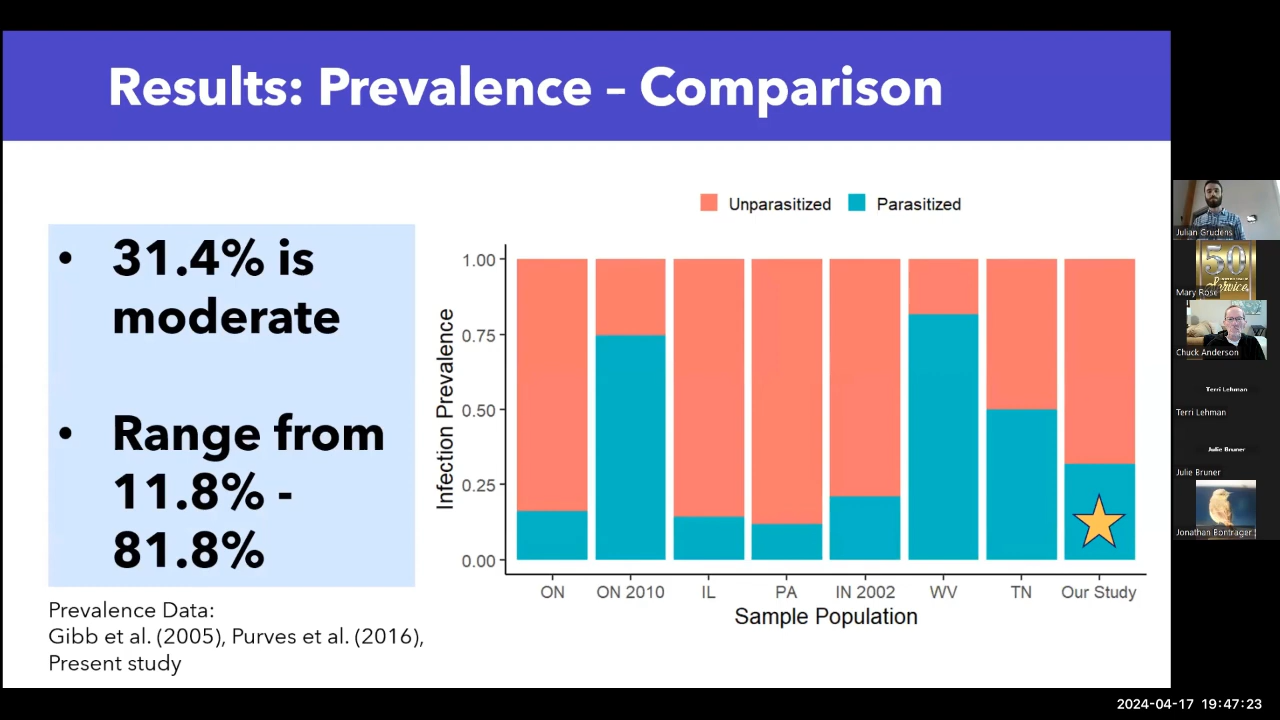 Results: Prevalence – Comparison
• 31.4% is
moderate
• Range from
11.8% -
81.8%
Prevalence Data:
Gibb et al. (2005), Purves et al. (2016),
Present study
Unparasitized Parasitized
Infection Prevalence
1.00
0.75
0.50
0.25
0.00
ON ON 2010 IL PA IN 2002 WV TN Our Study
Sample Population
Julian Grudens
50
Service
Mary Rose
Chuck Anderson
Terri Lehman
Terri Lehman
Julie Bruner
Julie Bruner
Jonathan Bontrager
2024-04-17 19:47:23